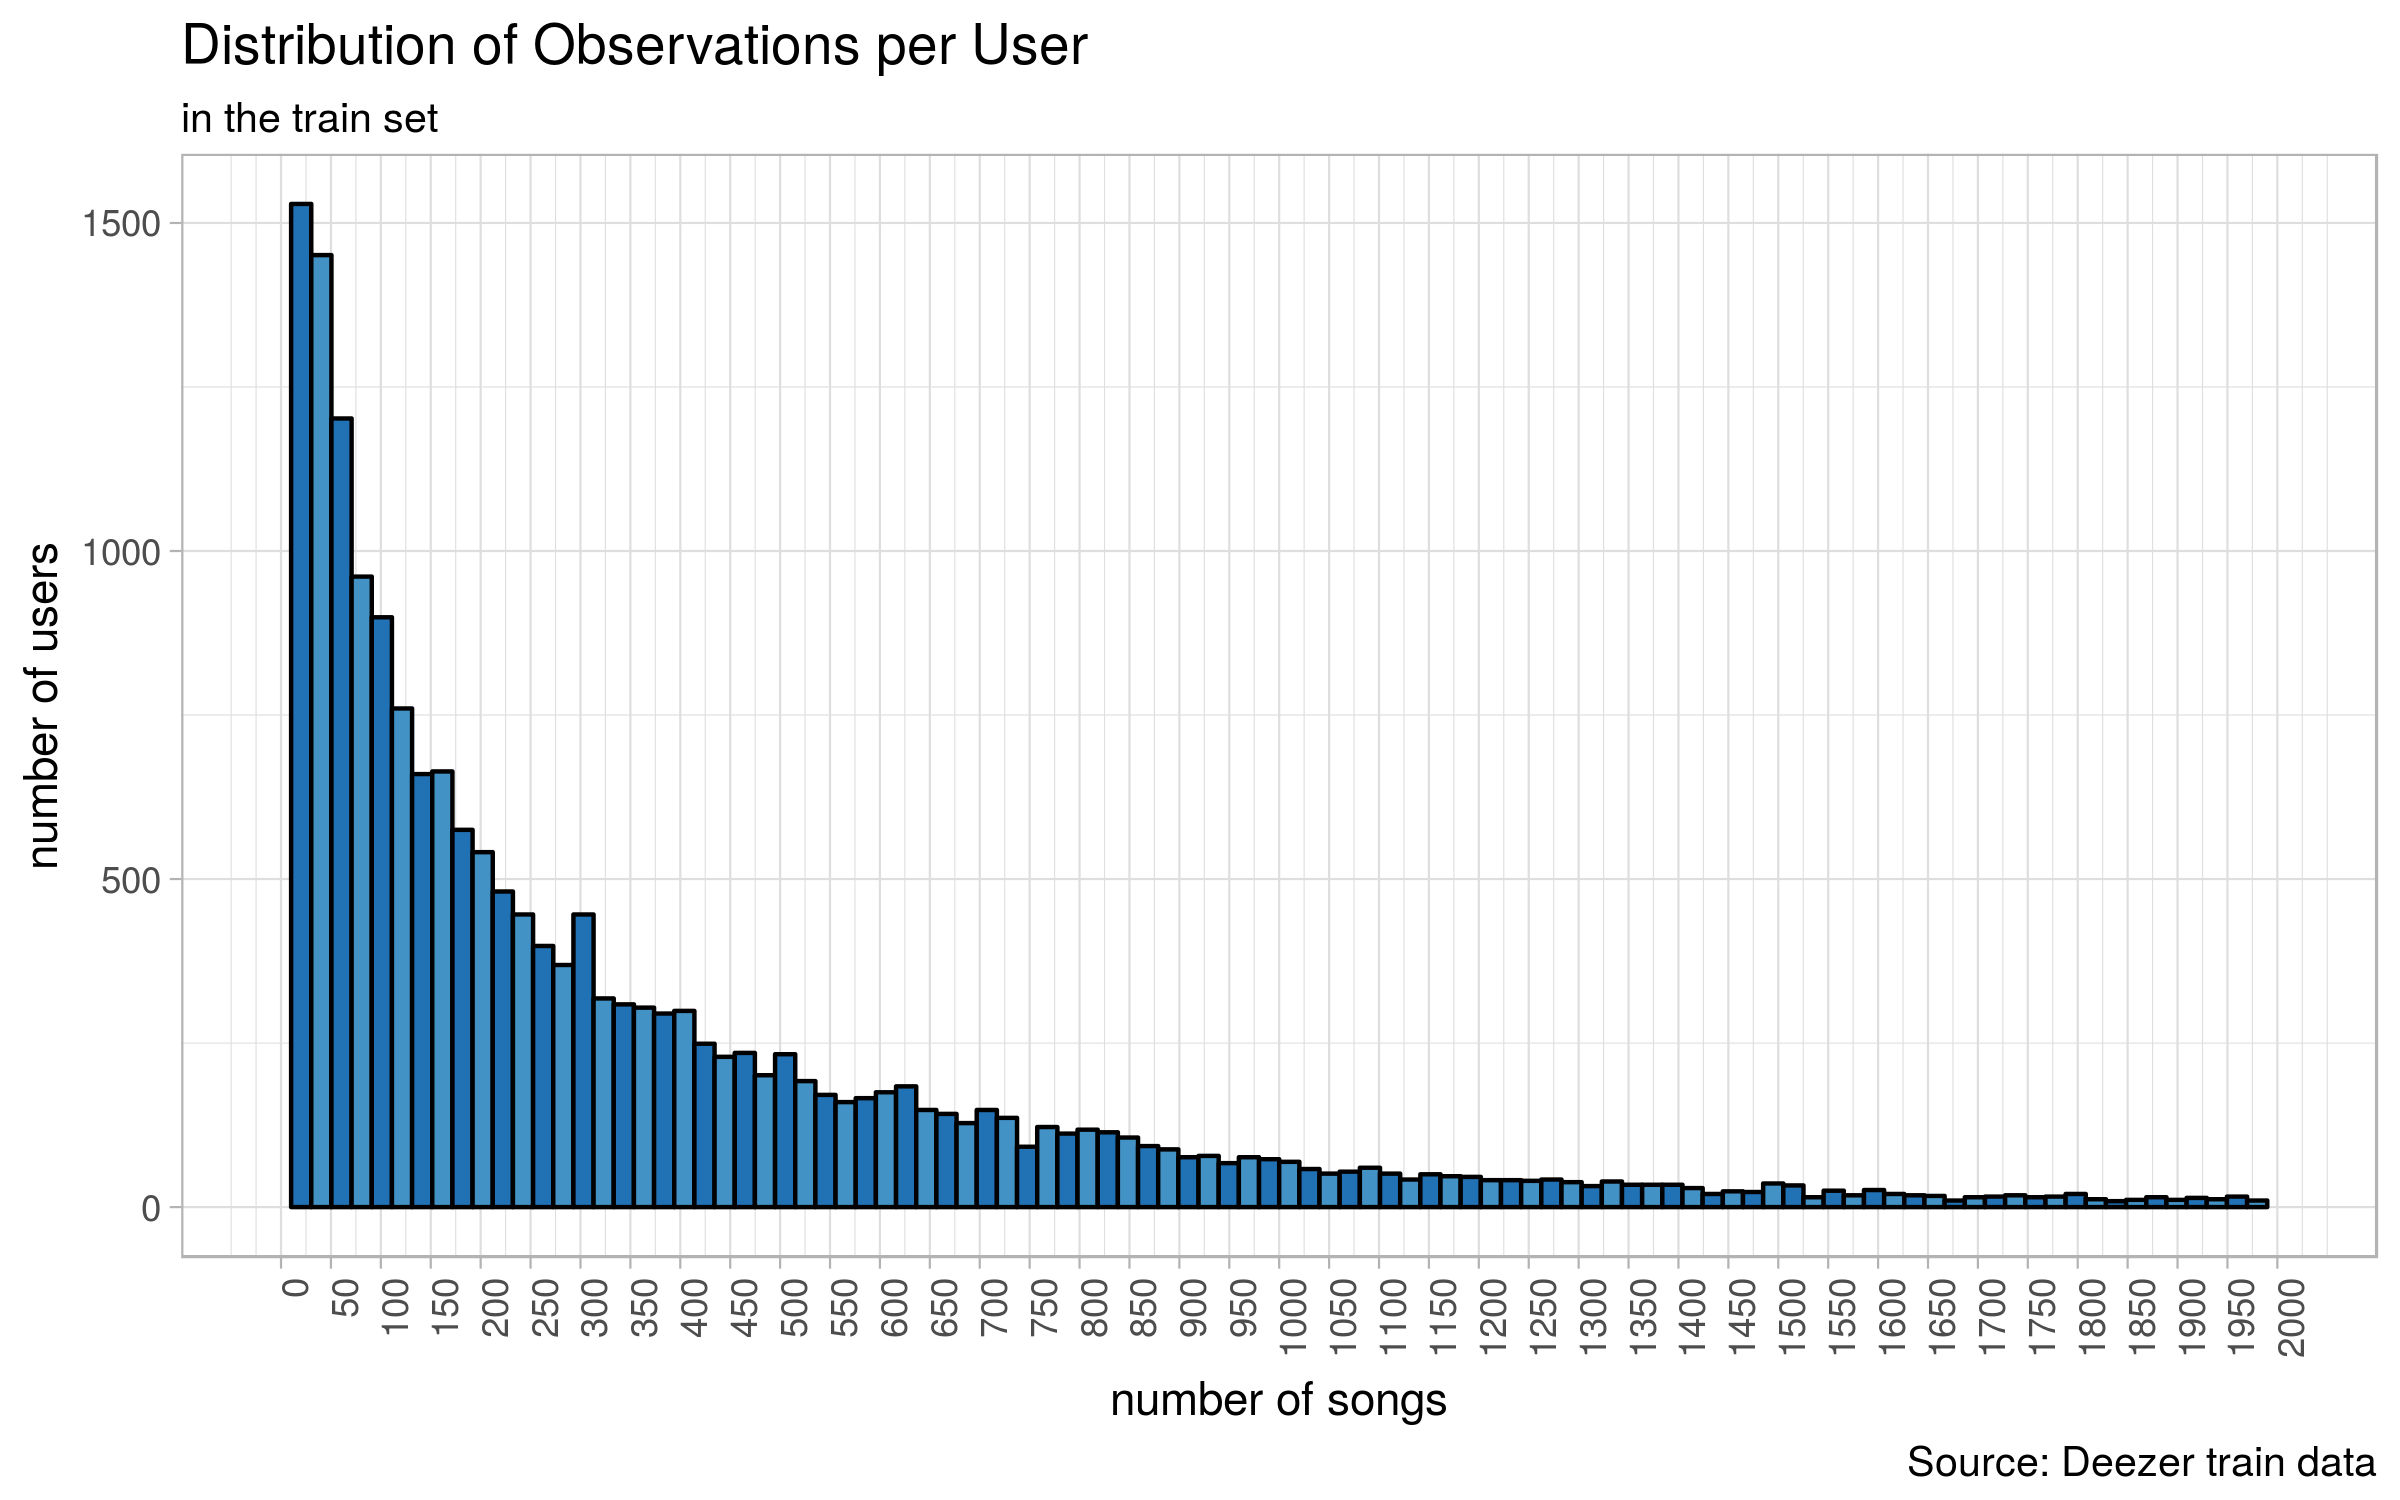 Distribution of Observations per User
in the train set
number of users
1500
1000
500
0
0 50 100 150 200 250 300 350 400 450 500 550 600 650 700 750 800 850 900 950 1000 1050 1100 1150 1200 1250 1300 1350 1400 1450 1500 1550 1600 1650 1700 1750 1800 1850 1900 1950 2000
number of songs
Source: Deezer train data